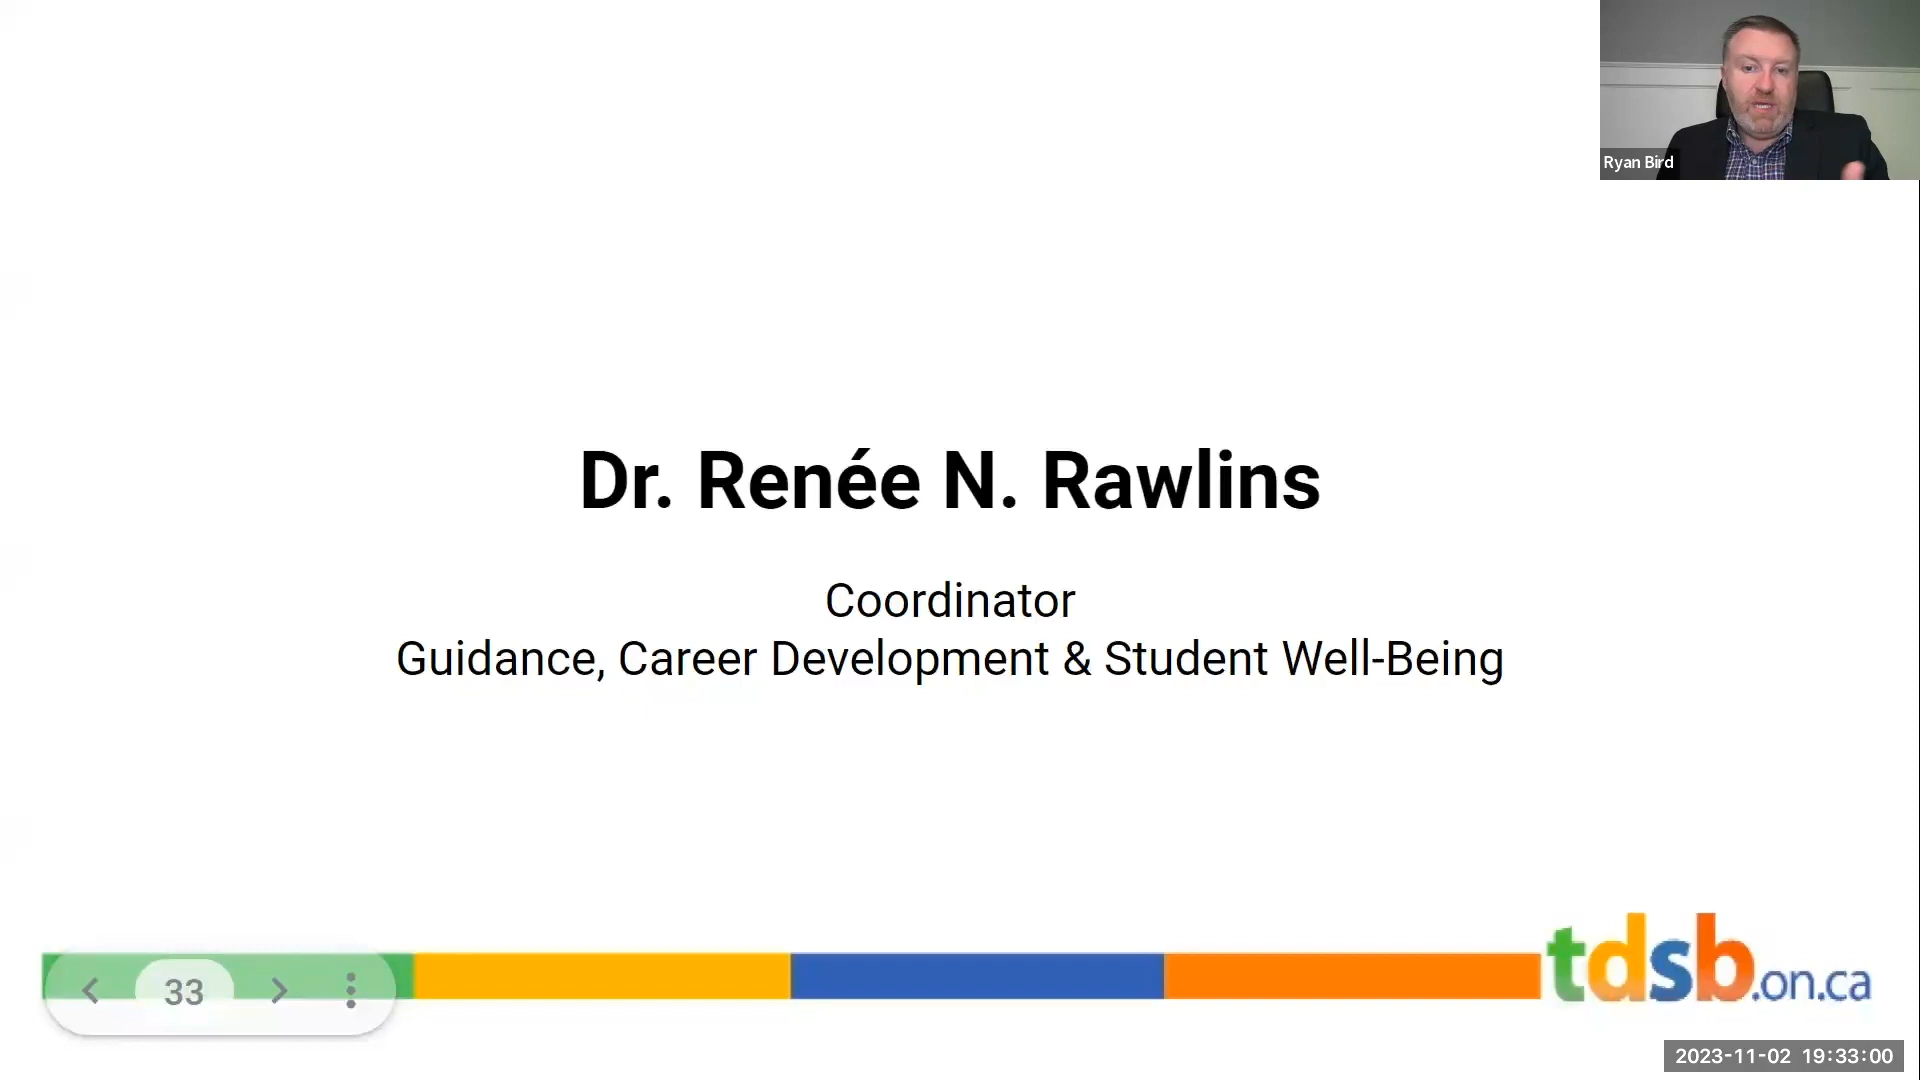 Ryan Bird
Dr. Renée N. Rawlins
Coordinator
Guidance, Career Development & Student Well-Being
33
tdsb.on.ca
2023-11-02 19:33:00